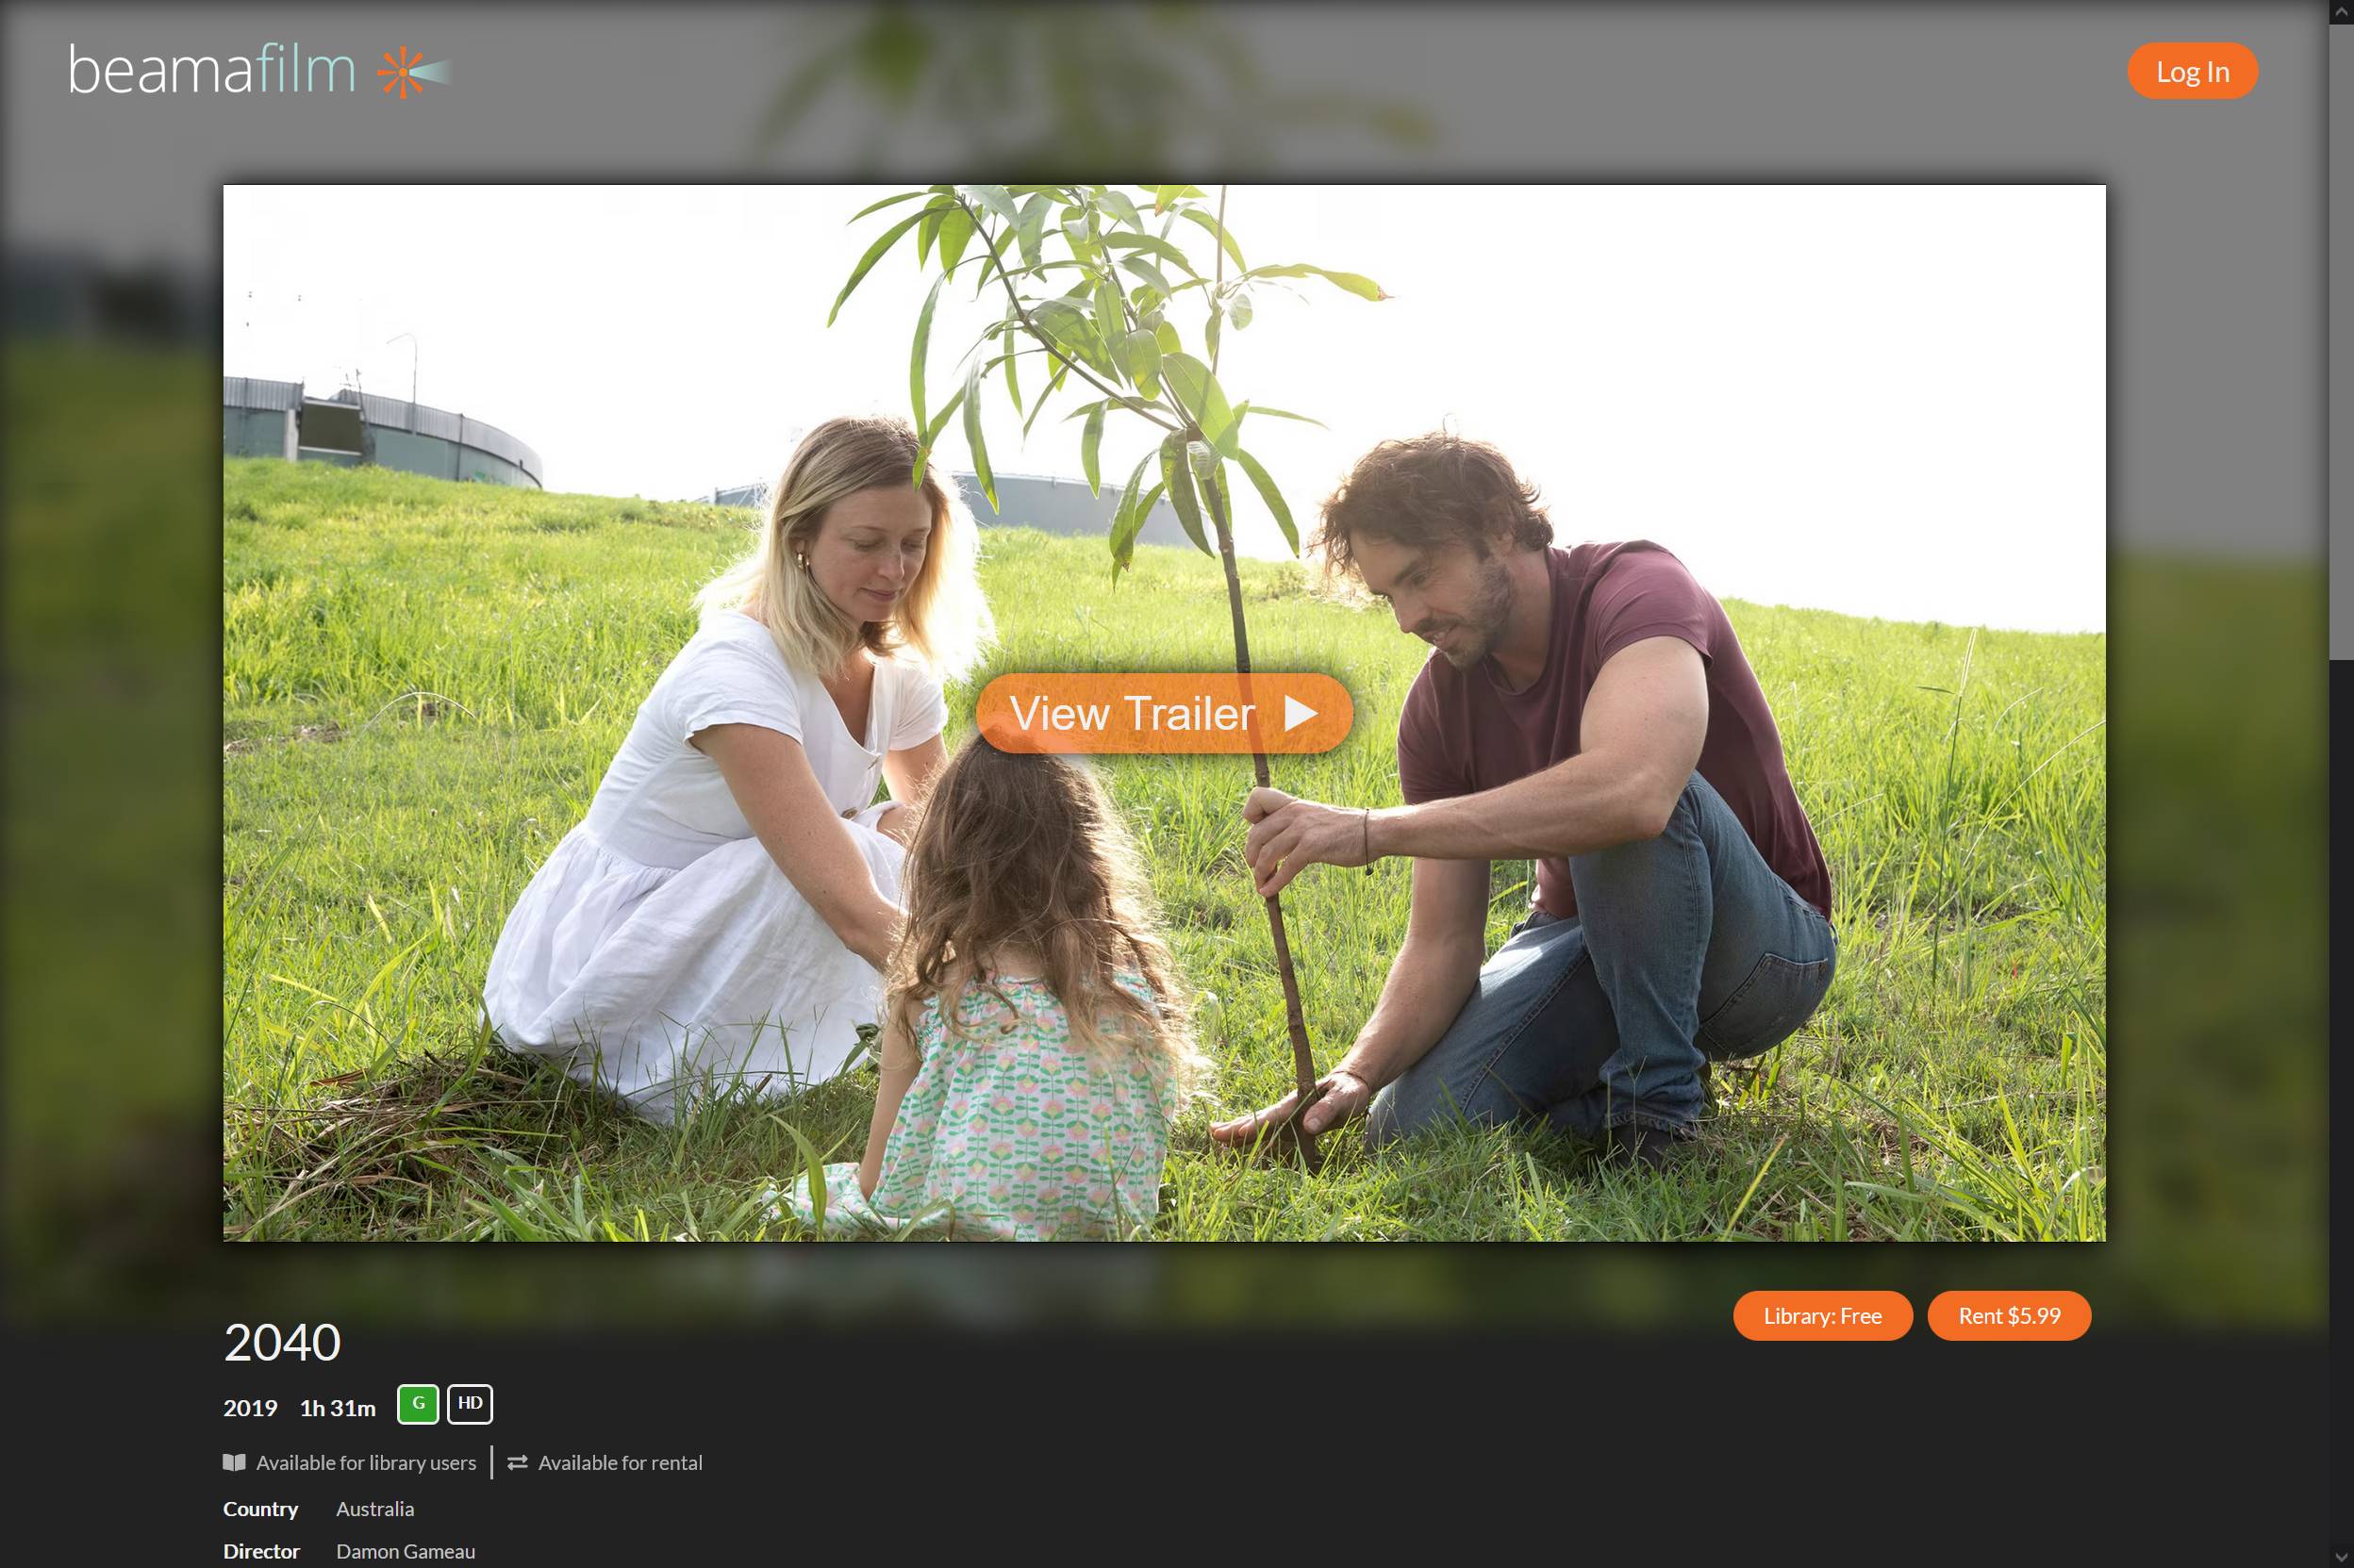 beamafilm
Log In
View Trailer
2040
Library: Free
Rent $5.99
2019 1h 31m G HD
Available for library users | Available for rental
Country Australia
Director Damon Gameau